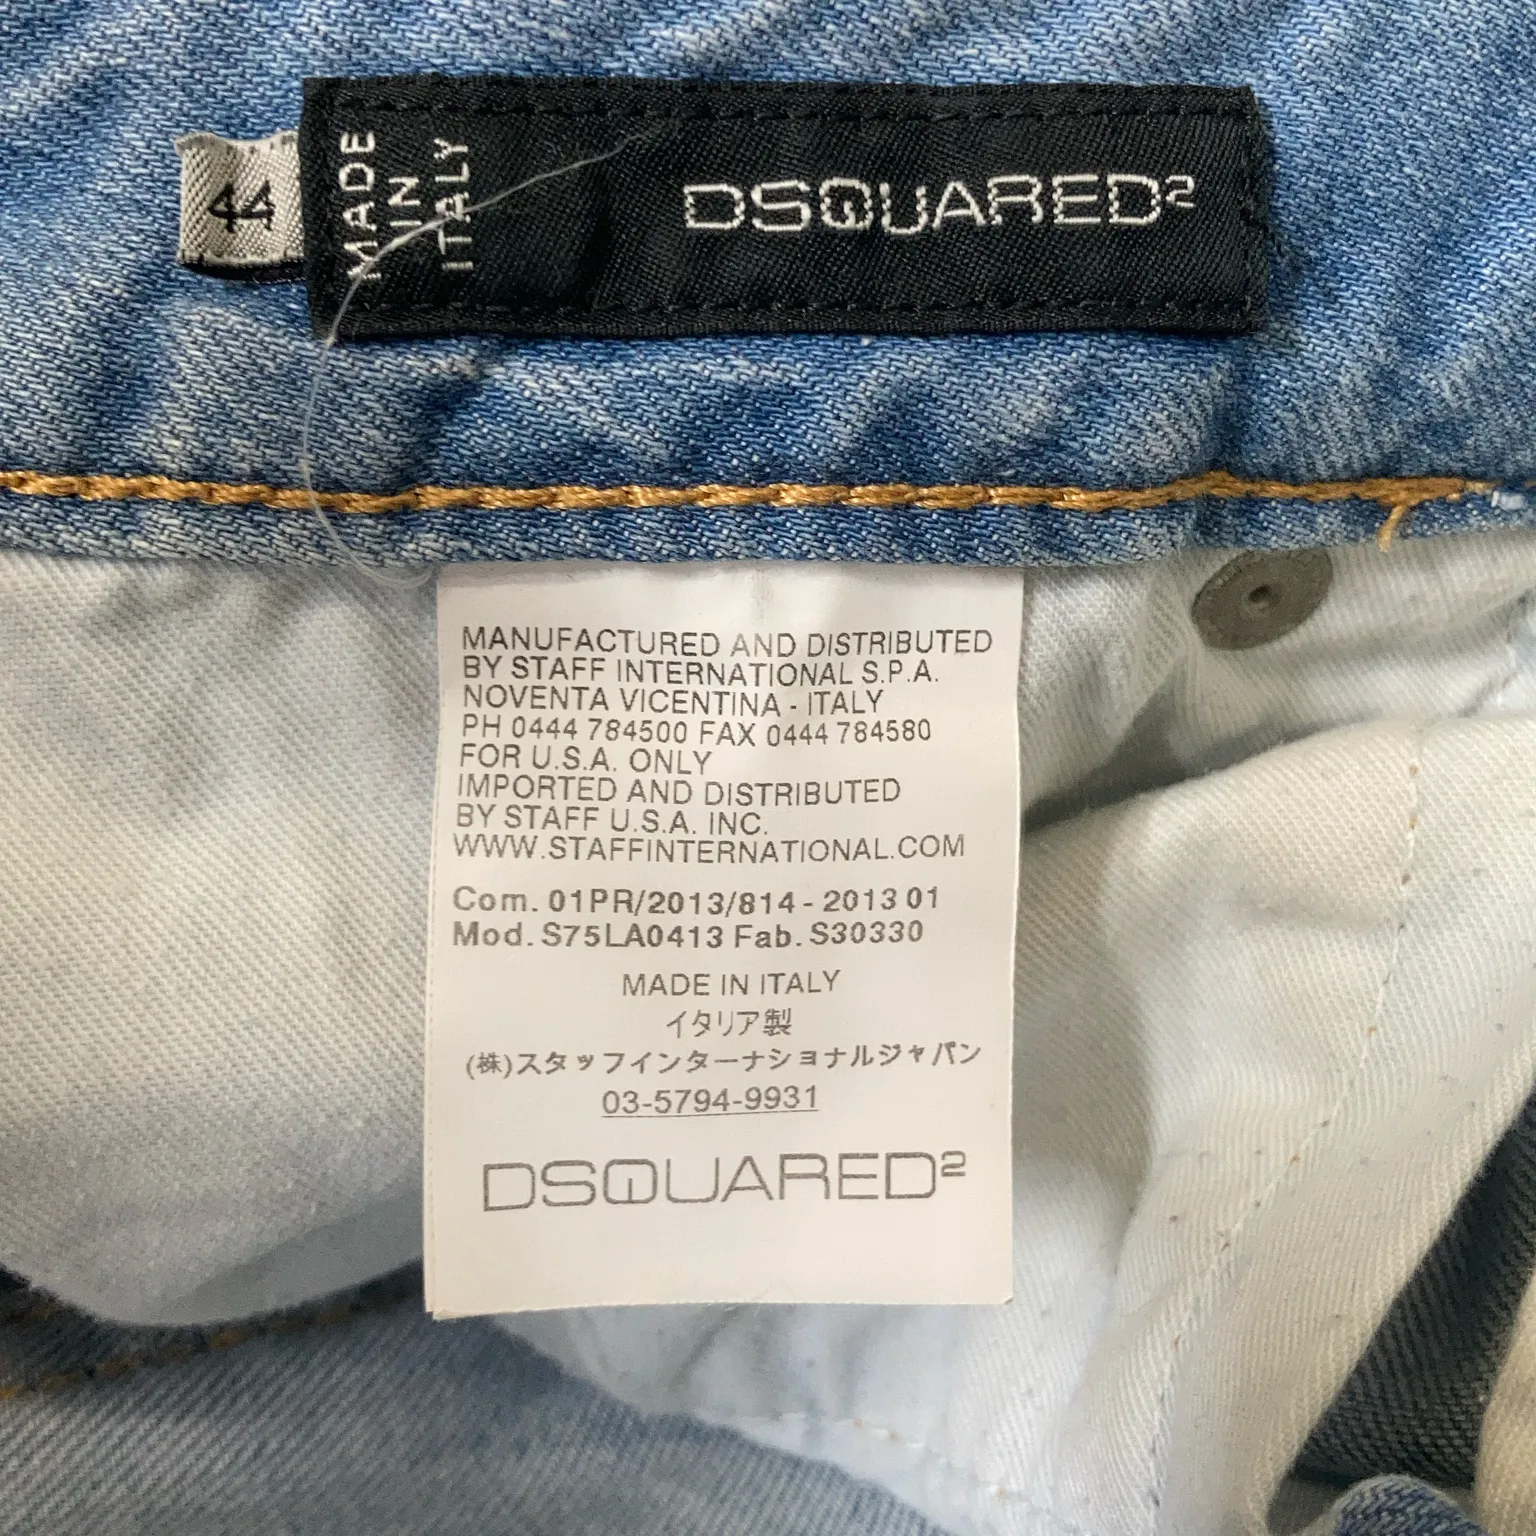 44
MADE
IN
ITALY
DSQUARED²
MANUFACTURED AND DISTRIBUTED
BY STAFF INTERNATIONAL S.P.A.
NOVENTA VICENTINA - ITALY
PH 0444 784500 FAX 0444 784580
FOR U.S.A. ONLY
IMPORTED AND DISTRIBUTED
BY STAFF U.S.A. INC.
WWW.STAFFINTERNATIONAL.COM
Com. 01PR/2013/814 - 2013 01
Mod. S75LA0413 Fab. S30330
MADE IN ITALY
イタリア製
(株)スタッフインターナショナルジャパン
03-5794-9931
DSQUARED²